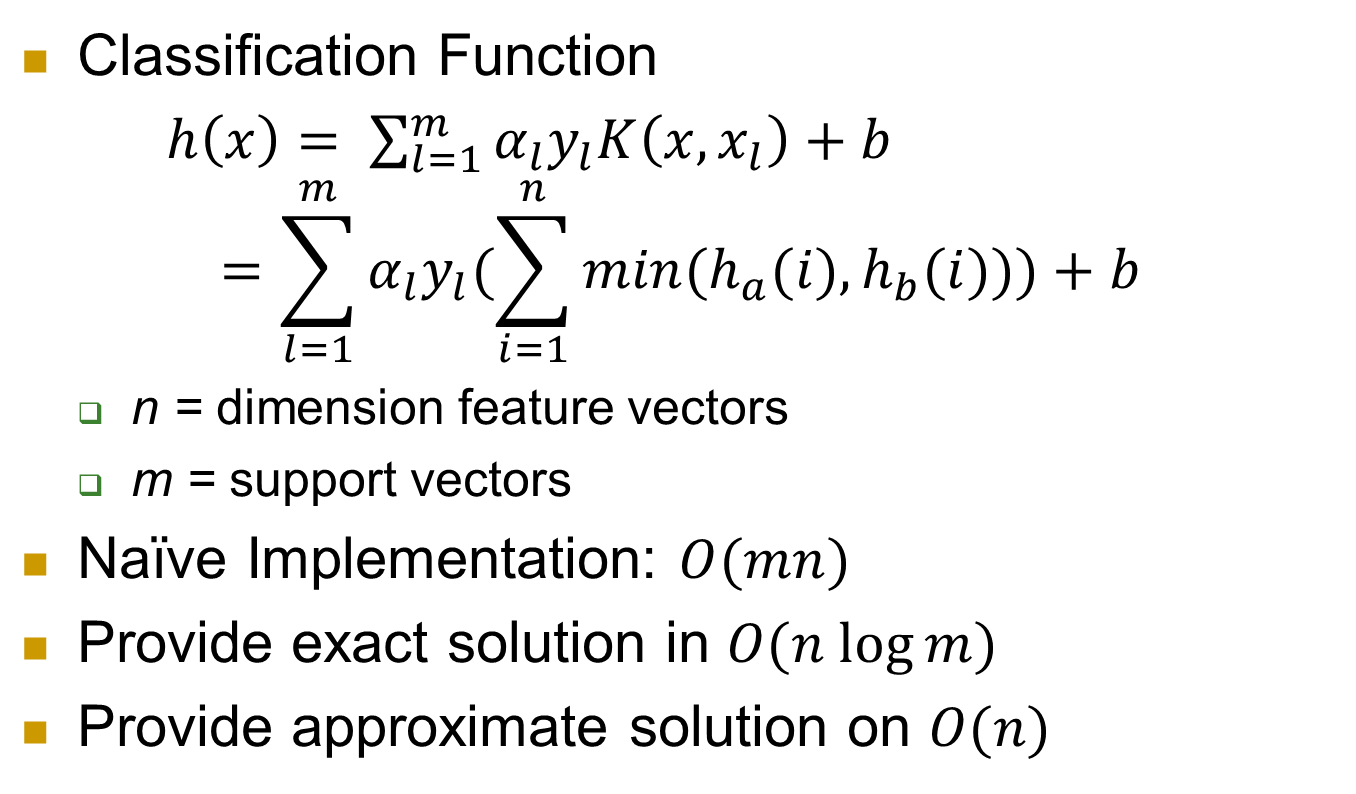 Classification Function
h(x) = ∑_{l=1}^{m} α_l y_l K(x, x_l) + b
= ∑_{l=1}^{m} α_l y_l (∑_{i=1}^{n} min(h_a(i), h_b(i))) + b
n = dimension feature vectors
m = support vectors
Naïve Implementation: O(mn)
Provide exact solution in O(n log m)
Provide approximate solution on O(n)